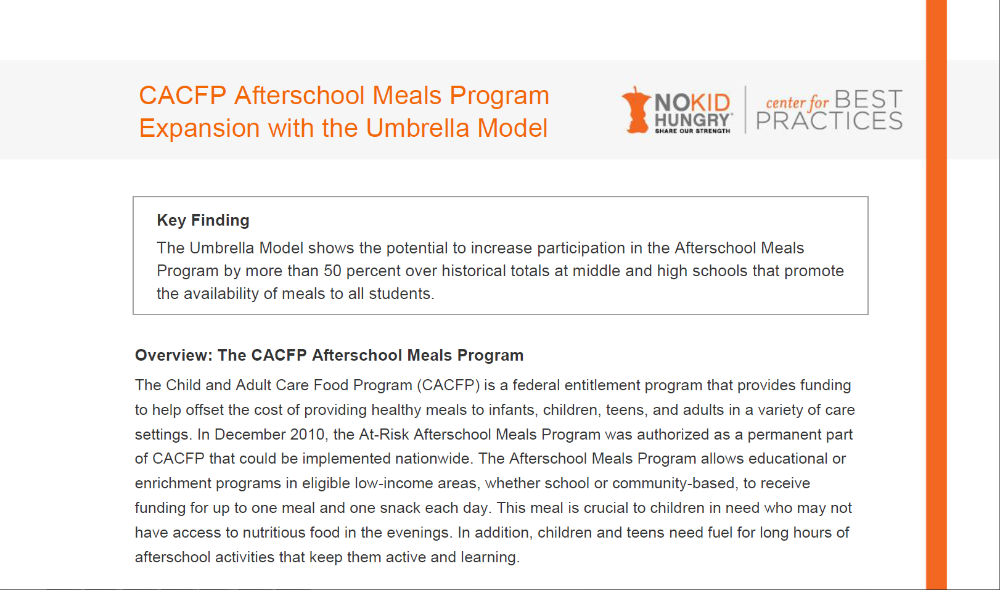 CACFP Afterschool Meals Program
Expansion with the Umbrella Model
NOKID
HUNGRY®
SHARE OUR STRENGTH
center for BEST
PRACTICES
Key Finding
The Umbrella Model shows the potential to increase participation in the Afterschool Meals
Program by more than 50 percent over historical totals at middle and high schools that promote
the availability of meals to all students.
Overview: The CACFP Afterschool Meals Program
The Child and Adult Care Food Program (CACFP) is a federal entitlement program that provides funding
to help offset the cost of providing healthy meals to infants, children, teens, and adults in a variety of care
settings. In December 2010, the At-Risk Afterschool Meals Program was authorized as a permanent part
of CACFP that could be implemented nationwide. The Afterschool Meals Program allows educational or
enrichment programs in eligible low-income areas, whether school or community-based, to receive
funding for up to one meal and one snack each day. This meal is crucial to children in need who may not
have access to nutritious food in the evenings. In addition, children and teens need fuel for long hours of
afterschool activities that keep them active and learning.